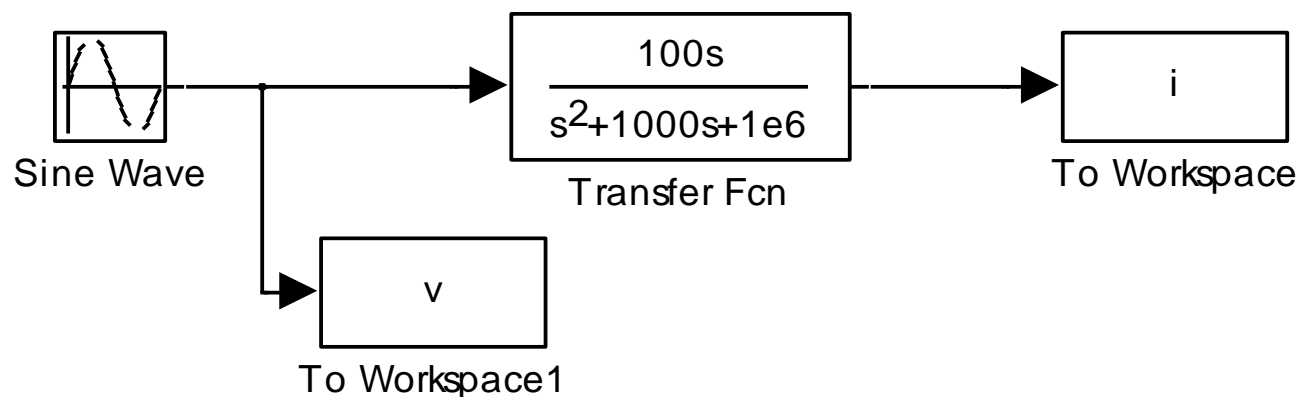 100s
s²+1000s+1e6
i
Sine Wave
Transfer Fcn
To Workspace
v
To Workspace1